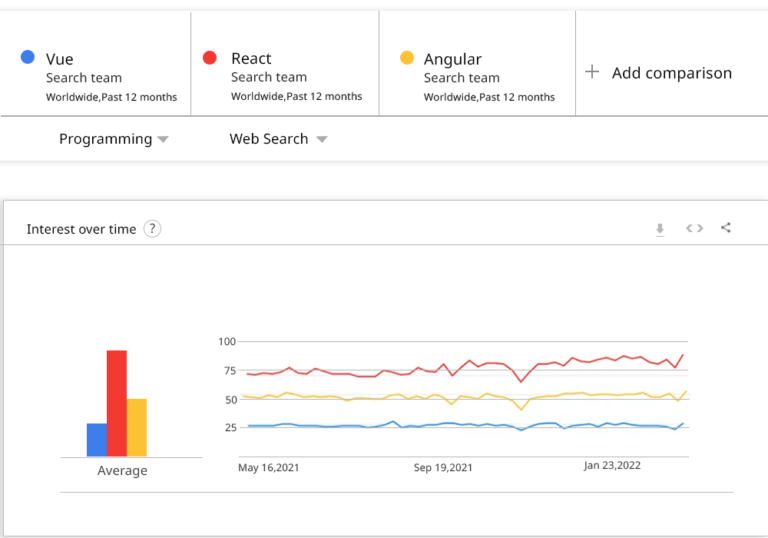 Vue
Search team
Worldwide,Past 12 months
React
Search team
Worldwide,Past 12 months
Angular
Search team
Worldwide,Past 12 months
+ Add comparison
Programming
Web Search
Interest over time ?
100
75
50
25
Average
May 16,2021
Sep 19,2021
Jan 23,2022